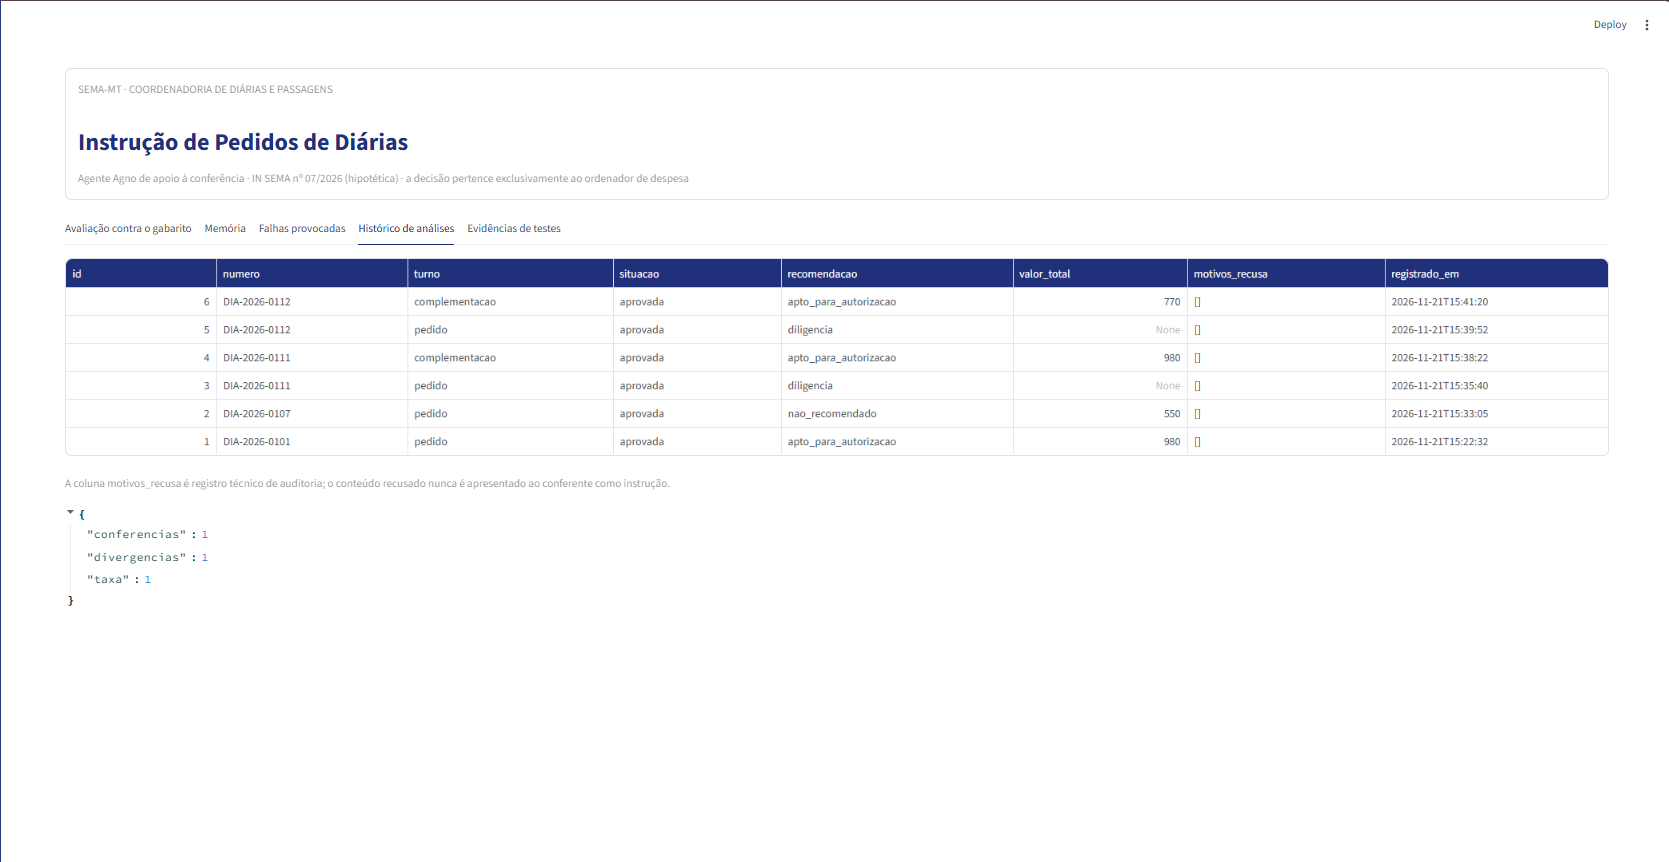 Deploy
SEMA-MT - COORDENADORIA DE DIÁRIAS E PASSAGENS
Instrução de Pedidos de Diárias
Agente Agno de apoio à conferência · IN SEMA nº 07/2026 (hipotética) · a decisão pertence exclusivamente ao ordenador de despesa
Avaliação contra o gabarito Memória Falhas provocadas Histórico de análises Evidências de testes
id numero turno situacao recomendacao valor_total motivos_recusa registrado_em
6 DIA-2026-0112 complementacao aprovada apto_para_autorizacao 770 [] 2026-11-21T15:41:20
5 DIA-2026-0112 pedido aprovada diligencia None [] 2026-11-21T15:39:52
4 DIA-2026-0111 complementacao aprovada apto_para_autorizacao 980 [] 2026-11-21T15:38:22
3 DIA-2026-0111 pedido aprovada diligencia None [] 2026-11-21T15:35:40
2 DIA-2026-0107 pedido aprovada nao_recomendado 550 [] 2026-11-21T15:33:05
1 DIA-2026-0101 pedido aprovada apto_para_autorizacao 980 [] 2026-11-21T15:22:32
A coluna motivos_recusa é registro técnico de auditoria; o conteúdo recusado nunca é apresentado ao conferente como instrução.
{
"conferencias" : 1
"divergencias" : 1
"taxa" : 1
}